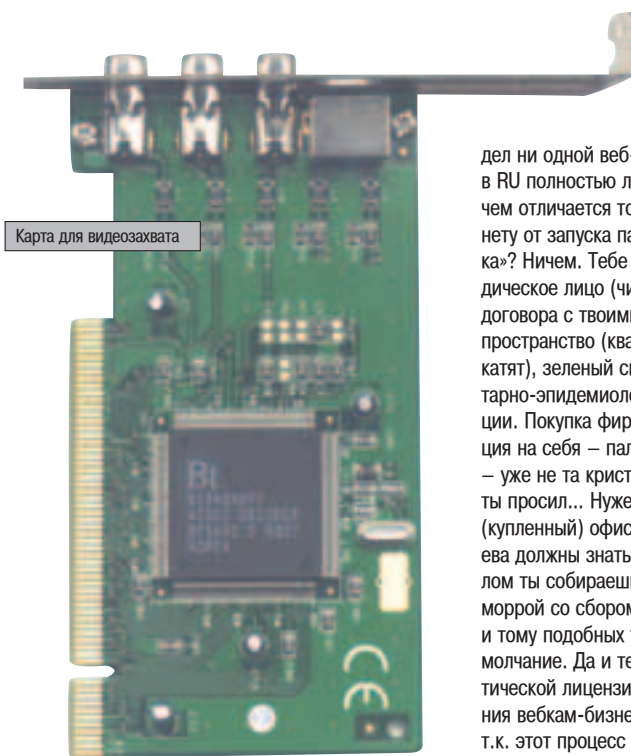 Карта для видеозахвата
Bt
CE
дел ни одной веб-
в RU полностью л
чем отличается то
нету от запуска па
ка»? Ничем. Тебе
дическое лицо (чи
договора с твоими
пространство (ква
катят), зеленый св
тарно-эпидемиоло
ции. Покупка фир
ция на себя – пал
– уже не та крист
ты просил... Нуже
(купленный) офис
ева должны знать
лом ты собираешь
моррой со сбором
и тому подобных
молчание. Да и те
тической лицензи
ния вебкам-бизне
т.к. этот процесс